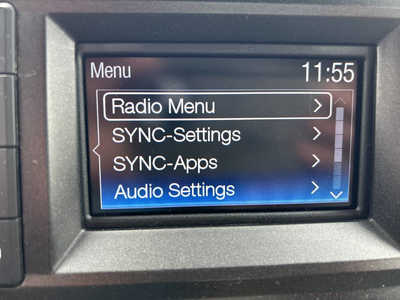 Menu 11:55
Radio Menu
SYNC-Settings
SYNC-Apps
Audio Settings